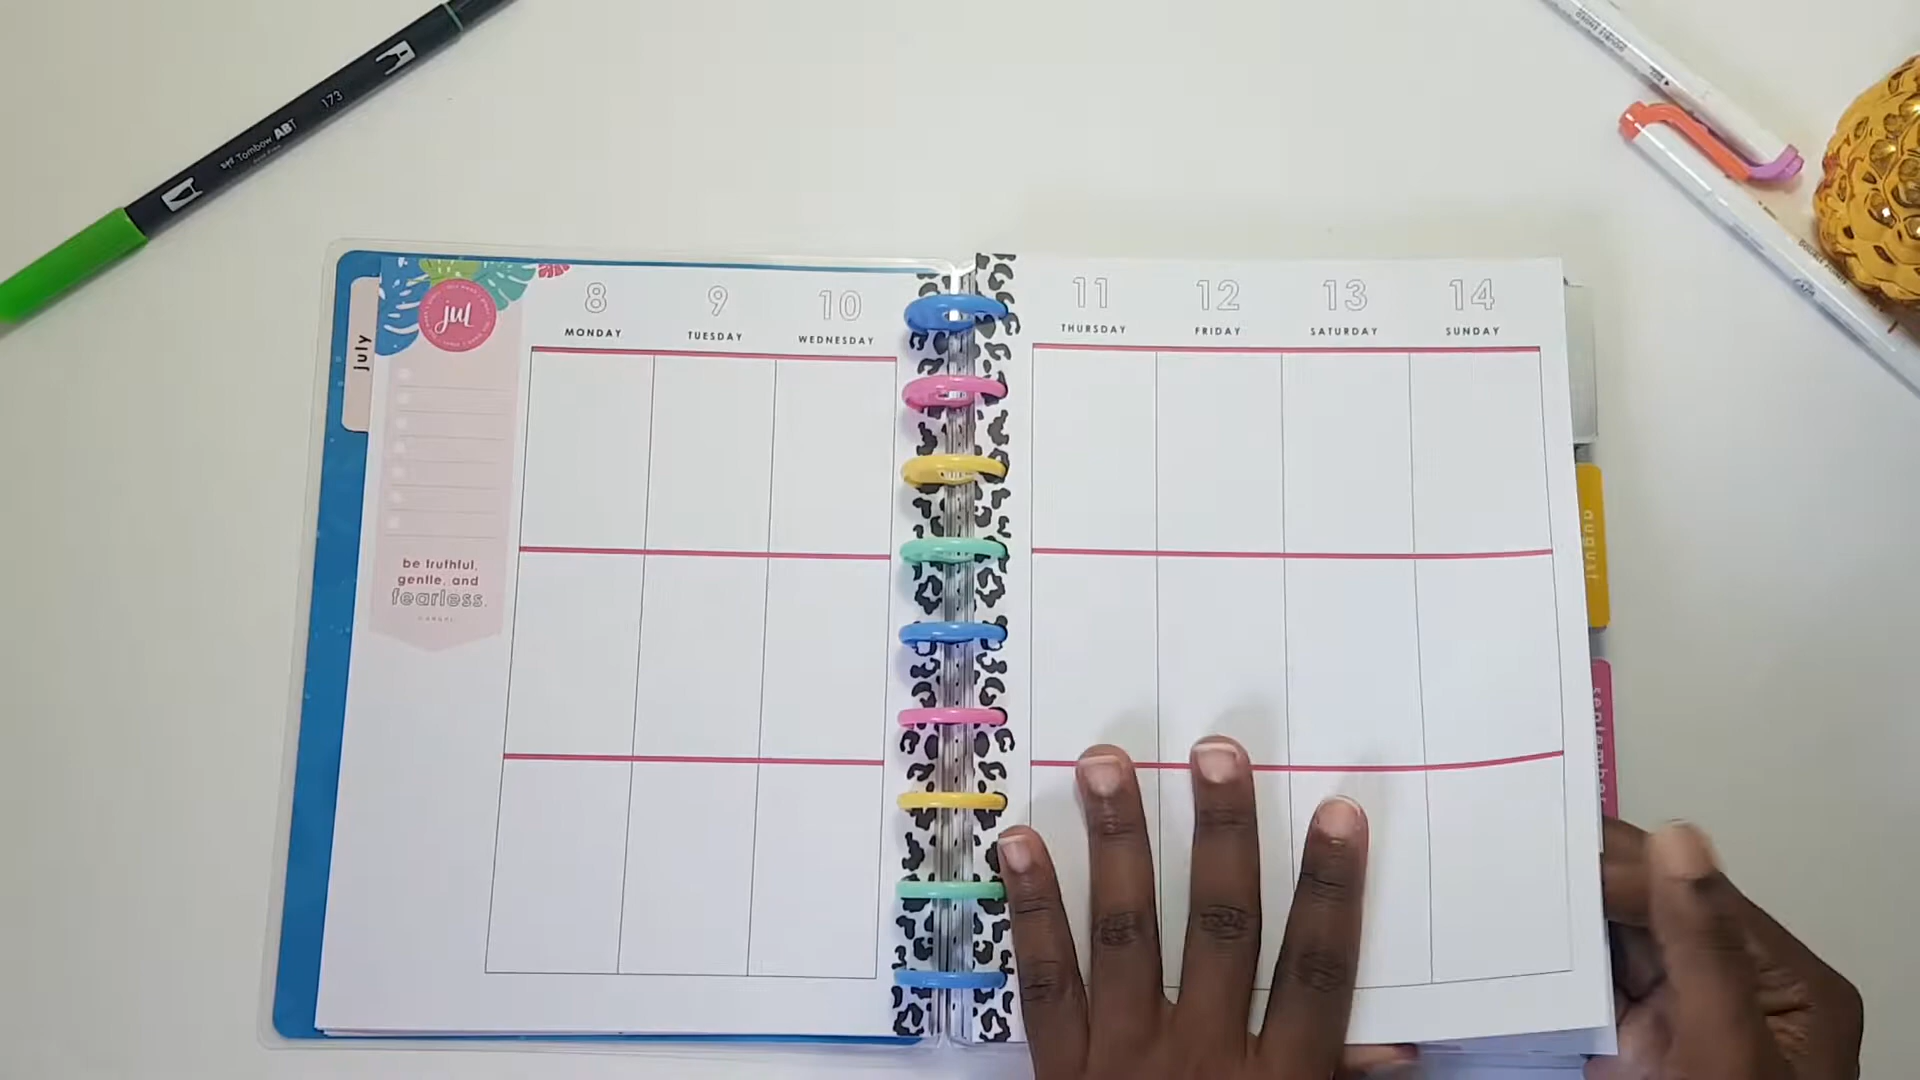 173
Tombow ABT
july
jul
8
MONDAY
9
TUESDAY
10
WEDNESDAY
11
THURSDAY
12
FRIDAY
13
SATURDAY
14
SUNDAY
be truthful,
gentle, and
fearless.
august
september